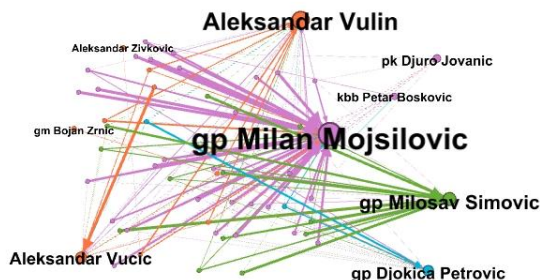 Aleksandar Vulin
Aleksandar Zivkovic
pk Djuro Jovanic
kbb Petar Boskovic
gm Bojan Zrnic
gp Milan Mojsilovic
gp Milosav Simovic
Aleksandar Vucic
gp Djokica Petrovic